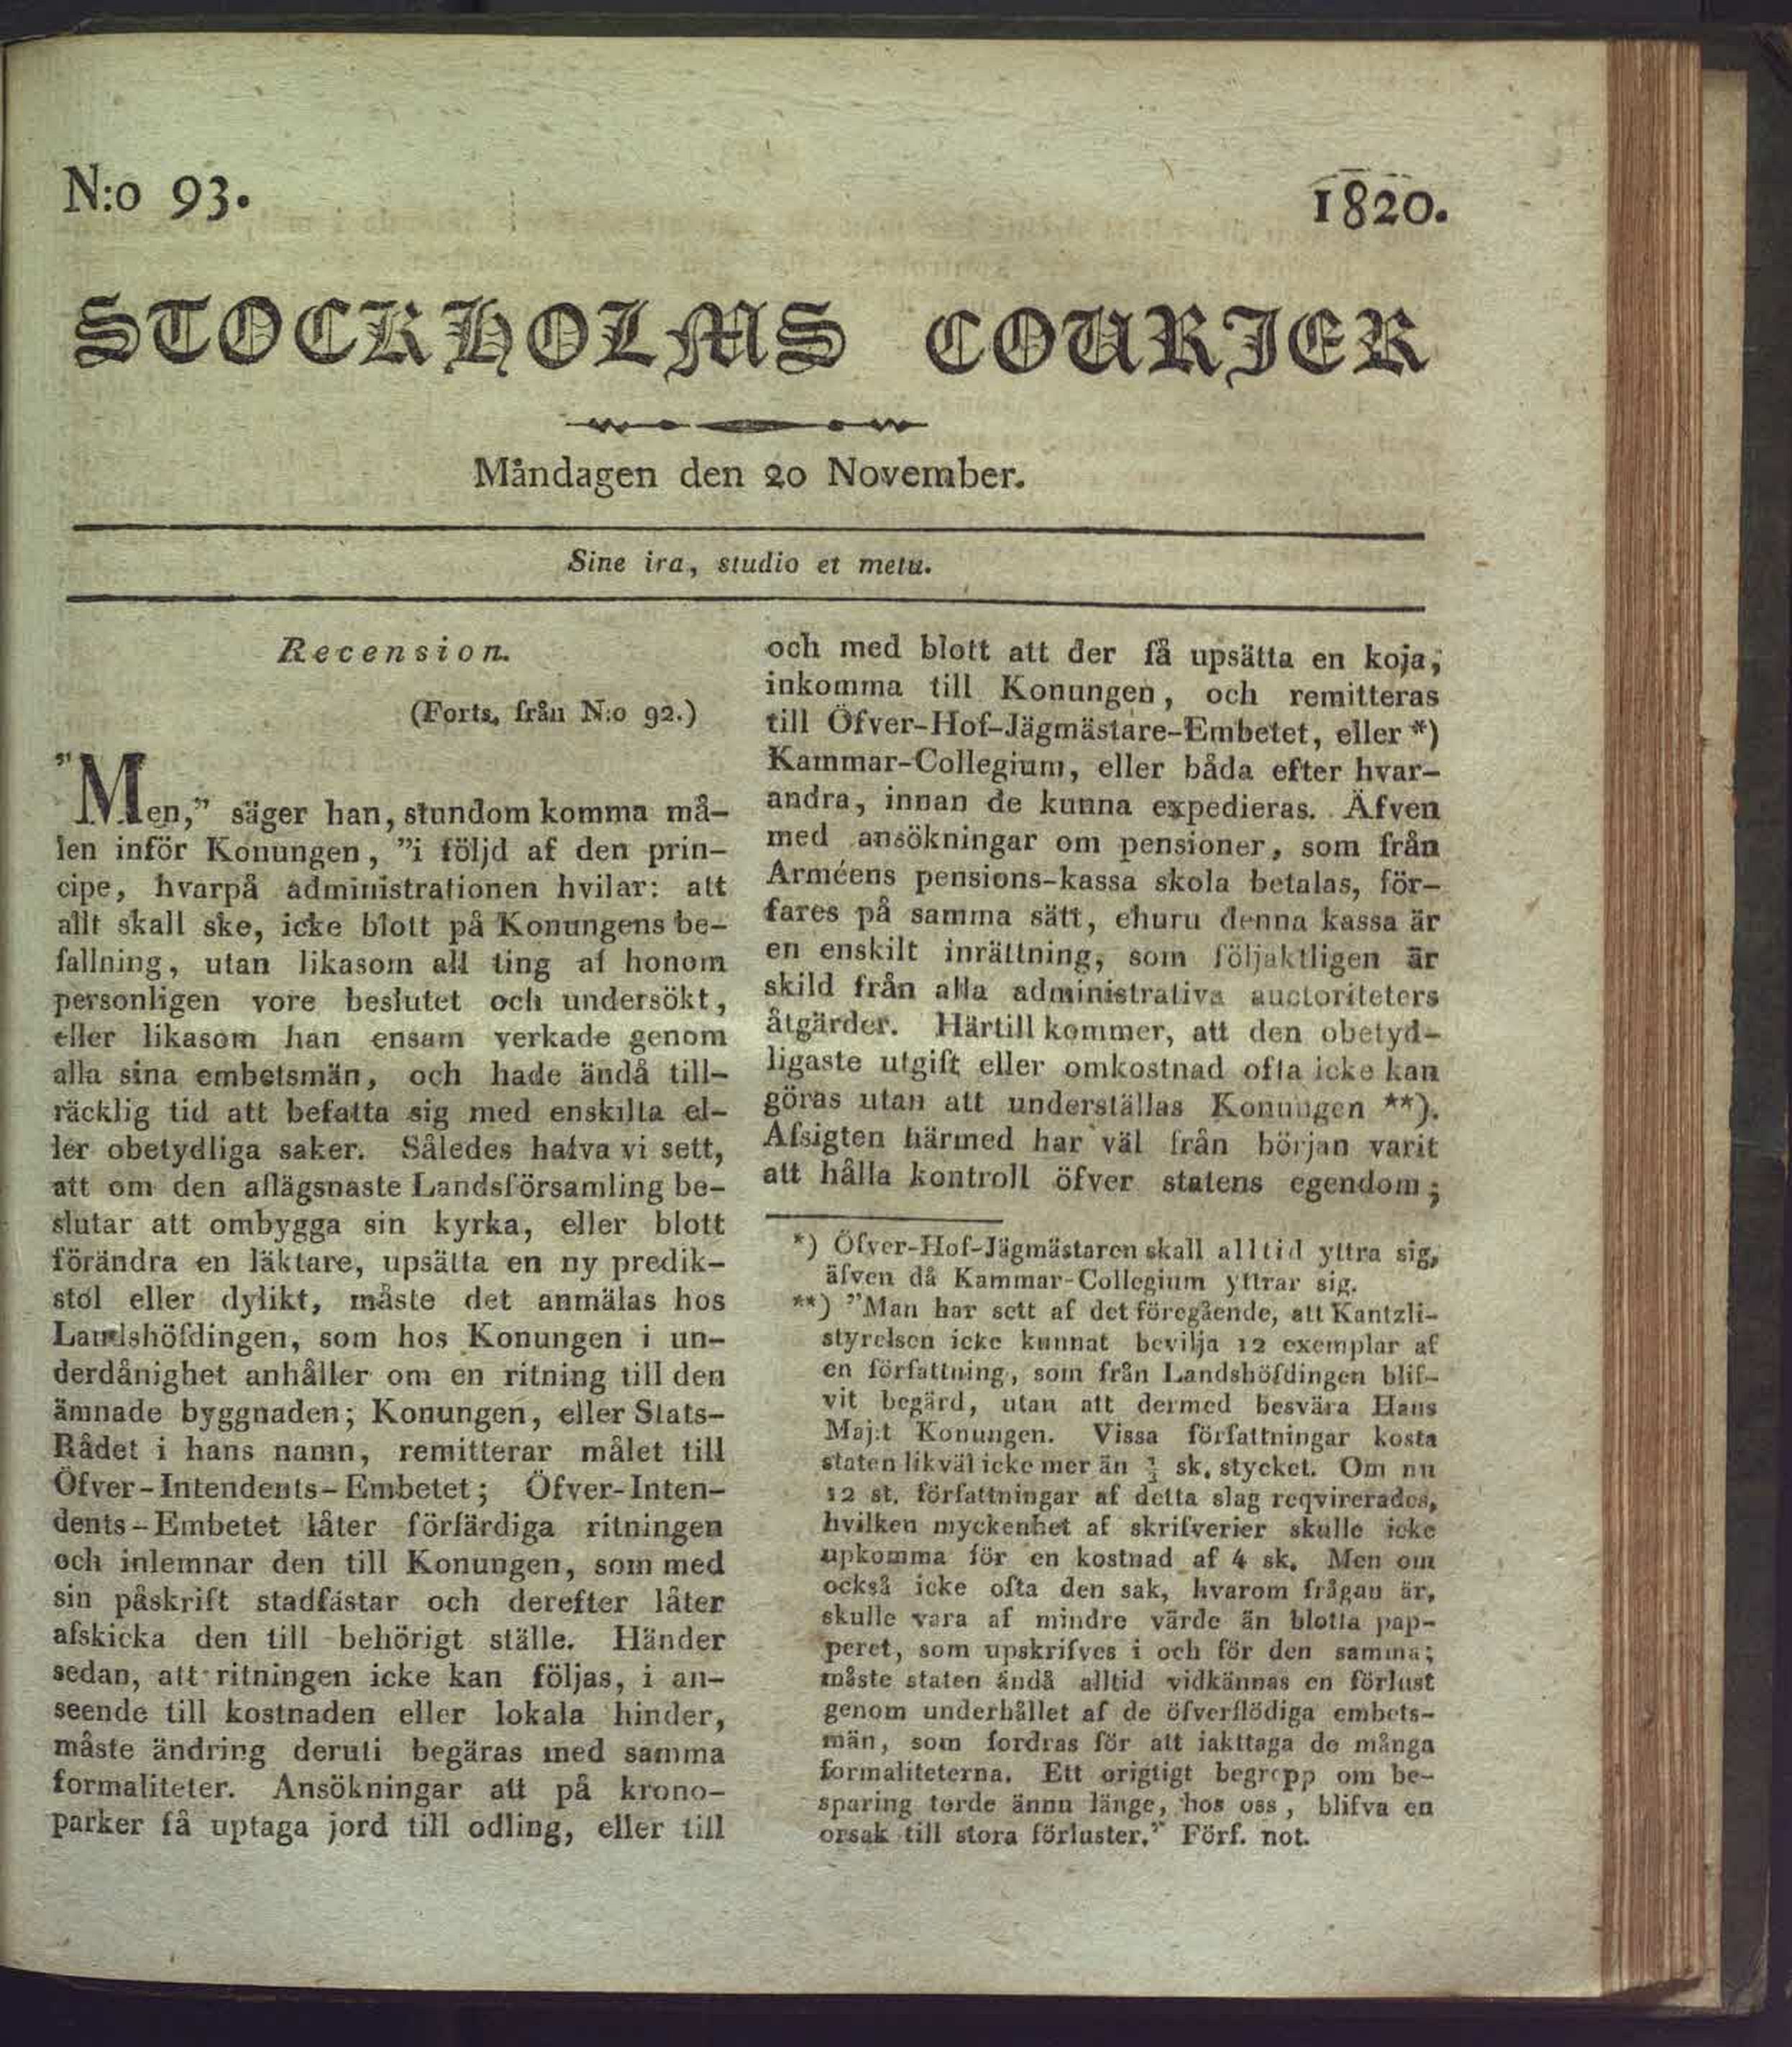 N:o 93.
1820.
STOCKHOLMS COURIER
Måndagen den 20 November.
Sine ira, studio et metu.
Recension.
(Forts. från N:o 92.)
"Men," säger han, stundom komma må-
len inför Konungen, "i följd af den prin-
cipe, hvarpå administrationen hvilar: att
allt skall ske, icke blott på Konungens be-
fallning, utan likasom all ting af honom
personligen vore beslutet och undersökt,
eller likasom han ensam verkade genom
alla sina embetsmän, och hade ändå till-
räcklig tid att befatta sig med enskilta el-
ler obetydliga saker. Således hafva vi sett,
att om den aflägsnaste Landsförsamling be-
slutar att ombygga sin kyrka, eller blott
förändra en läktare, upsätta en ny predik-
stol eller dylikt, måste det anmälas hos
Landshöfdingen, som hos Konungen i un-
derdånighet anhåller om en ritning till den
ämnade byggnaden; Konungen, eller Stats-
Rådet i hans namn, remitterar målet till
Öfver-Intendents-Embetet; Öfver-Inten-
dents-Embetet låter förfärdiga ritningen
och inlemnar den till Konungen, som med
sin påskrift stadfästar och derefter låter
afskicka den till behörigt ställe. Händer
sedan, att ritningen icke kan följas, i an-
seende till kostnaden eller lokala hinder,
måste ändring deruti begäras med samma
formaliteter. Ansökningar att på krono-
parker få uptaga jord till odling, eller till
och med blott att der få upsätta en koja,
inkomma till Konungen, och remitteras
till Öfver-Hof-Jägmästare-Embetet, eller *)
Kammar-Collegium, eller båda efter hvar-
andra, innan de kunna expedieras. Äfven
med ansökningar om pensioner, som från
Arméens pensions-kassa skola betalas, för-
fares på samma sätt, ehuru denna kassa är
en enskilt inrättning, som följaktligen är
skild från alla administrativa auctoriteters
åtgärder. Härtill kommer, att den obetyd-
ligaste utgift eller omkostnad ofta icke kan
göras utan att underställas Konungen **).
Afsigten härmed har väl från början varit
att hålla kontroll öfver statens egendom;
*) Öfver-Hof-Jägmästaren skall alltid yttra sig,
äfven då Kammar-Collegium yttrar sig.
**) "Man har sett af det föregående, att Kantzli-
styrelsen icke kunnat bevilja 12 exemplar af
en författning, som från Landshöfdingen blif-
vit begärd, utan att dermed besvära Hans
Maj:t Konungen. Vissa författningar kosta
staten likväl icke mer än ⅓ sk. stycket. Om nu
12 st. författningar af detta slag reqvirerades,
hvilken myckenhet af skrifverier skulle icke
upkomma för en kostnad af 4 sk. Men om
också icke ofta den sak, hvarom frågan är,
skulle vara af mindre värde än blotta pap-
peret, som upskrifves i och för den samma;
måste staten ändå alltid vidkännas en förlust
genom underhållet af de öfverflödiga embets-
män, som fordras för att iakttaga de många
formaliteterna. Ett origtigt begrepp om be-
sparing torde ännu länge, hos oss, blifva en
orsak till stora förluster." Förf. not.